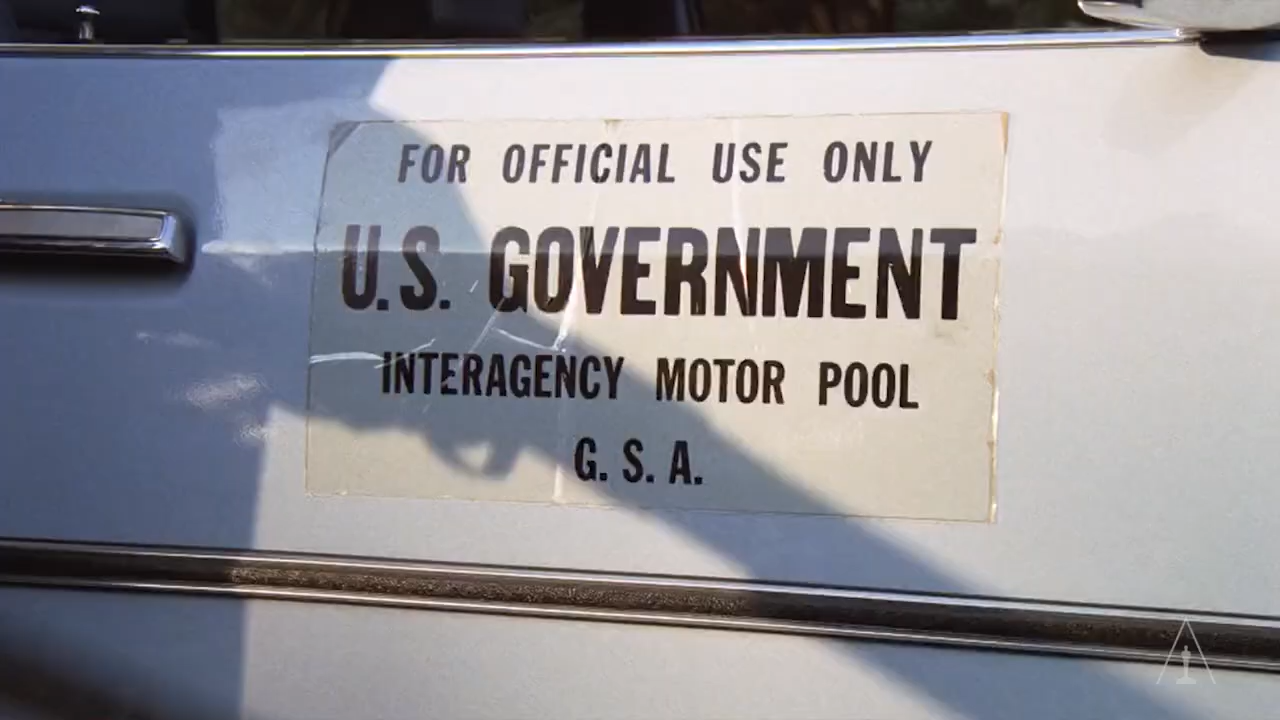 FOR OFFICIAL USE ONLY
U.S. GOVERNMENT
INTERAGENCY MOTOR POOL
G. S. A.